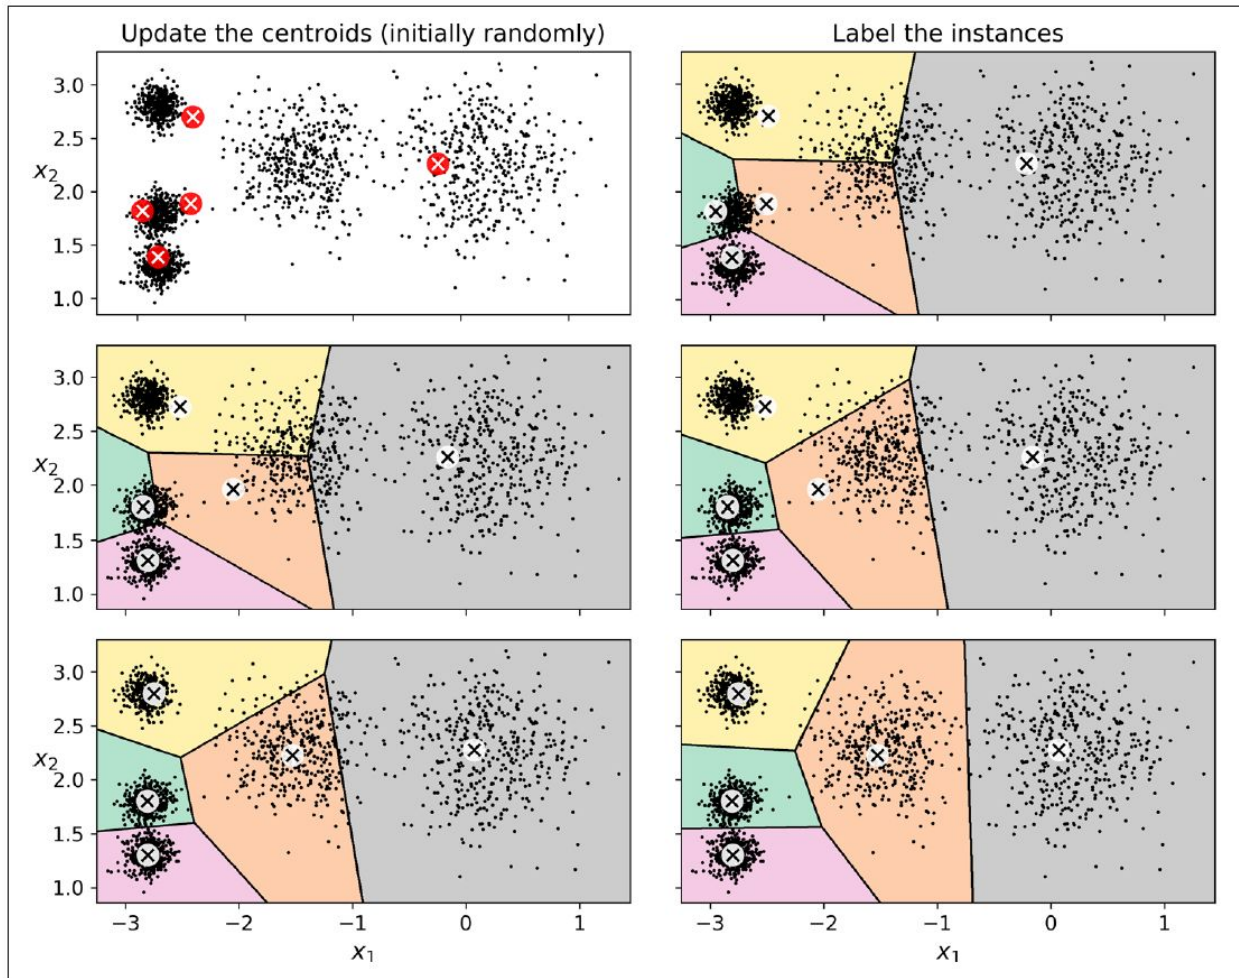 Update the centroids (initially randomly)
Label the instances
3.0
2.5
x₂
2.0
1.5
1.0
3.0
2.5
x₂
2.0
1.5
1.0
3.0
2.5
x₂
2.0
1.5
1.0
−3 −2 −1 0 1
x₁
−3 −2 −1 0 1
x₁